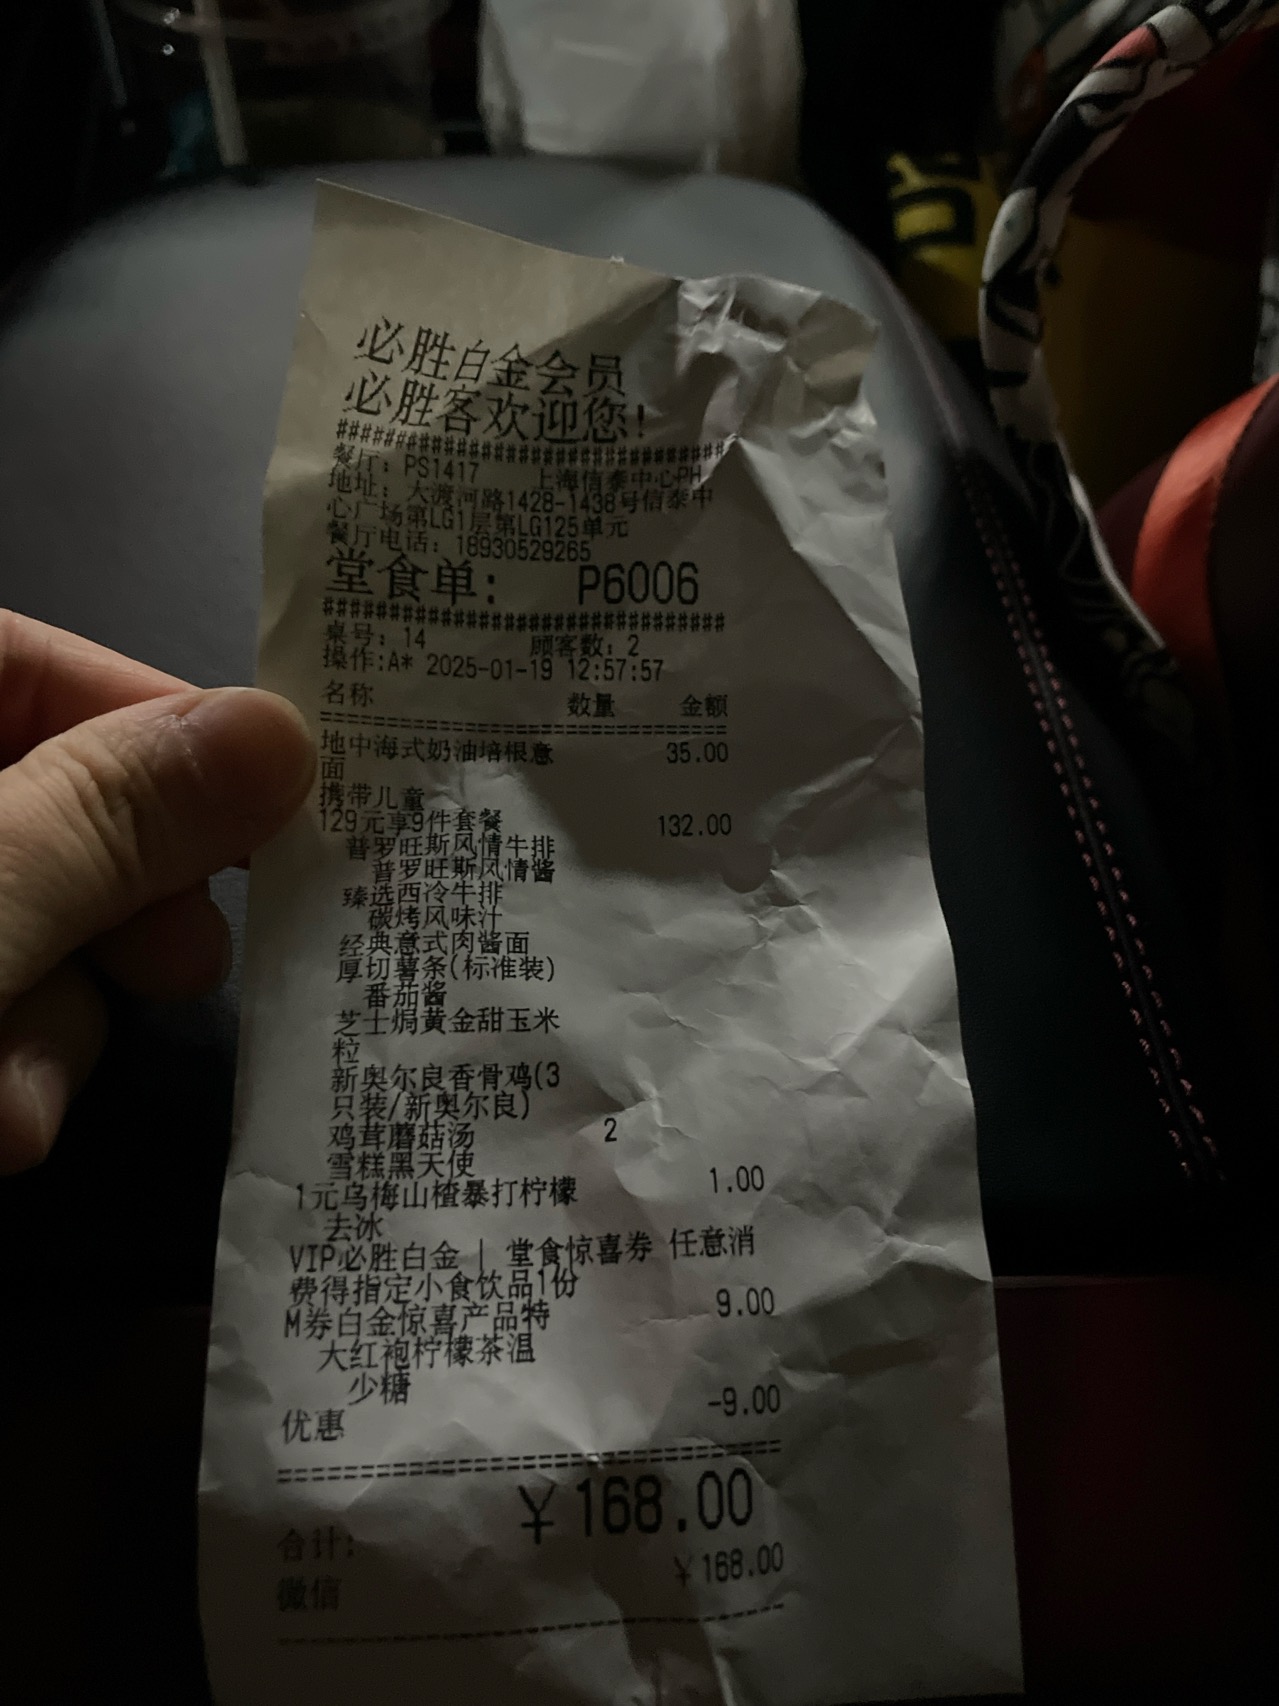 必胜白金会员
必胜客欢迎您!
##################################
餐厅: PS1417 上海信泰中心PH
地址: 大渡河路1428-1438号信泰中
心广场第LG1层第LG125单元
餐厅电话: 18930529265
堂食单: P6006
##################################
桌号: 14 顾客数: 2
操作:A* 2025-01-19 12:57:57
名称 数量 金额
==================================
地中海式奶油培根意 35.00
面
携带儿童
129元享9件套餐 132.00
普罗旺斯风情牛排
普罗旺斯风情酱
臻选西冷牛排
碳烤风味汁
经典意式肉酱面
厚切薯条(标准装)
番茄酱
芝士焗黄金甜玉米
粒
新奥尔良香骨鸡(3
只装/新奥尔良)
鸡茸蘑菇汤 2
雪糕黑天使
1元乌梅山楂暴打柠檬 1.00
去冰
VIP必胜白金 | 堂食惊喜券 任意消
费得指定小食饮品1份
M券白金惊喜产品特 9.00
大红袍柠檬茶温
少糖
优惠 -9.00
==================================
合计: ¥168.00
微信 ¥168.00
----------------------------------